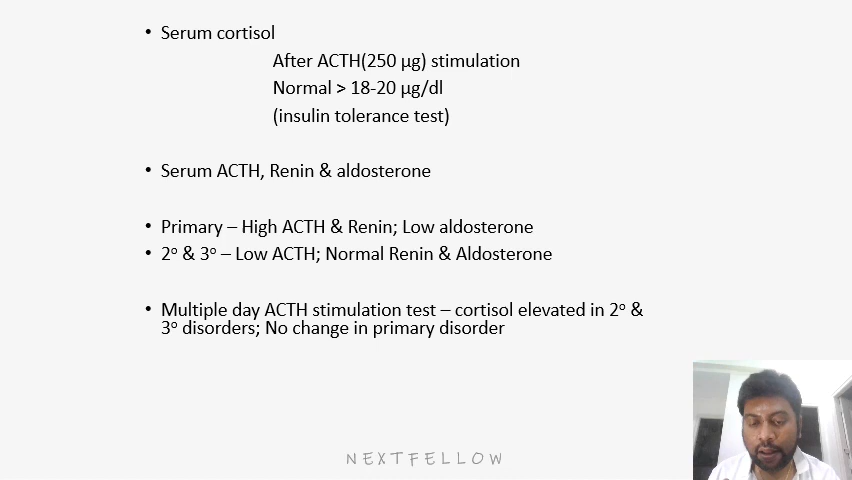 • Serum cortisol
After ACTH(250 µg) stimulation
Normal > 18-20 µg/dl
(insulin tolerance test)
• Serum ACTH, Renin & aldosterone
• Primary – High ACTH & Renin; Low aldosterone
• 2º & 3º – Low ACTH; Normal Renin & Aldosterone
• Multiple day ACTH stimulation test – cortisol elevated in 2º &
3º disorders; No change in primary disorder
NEXTFELLOW